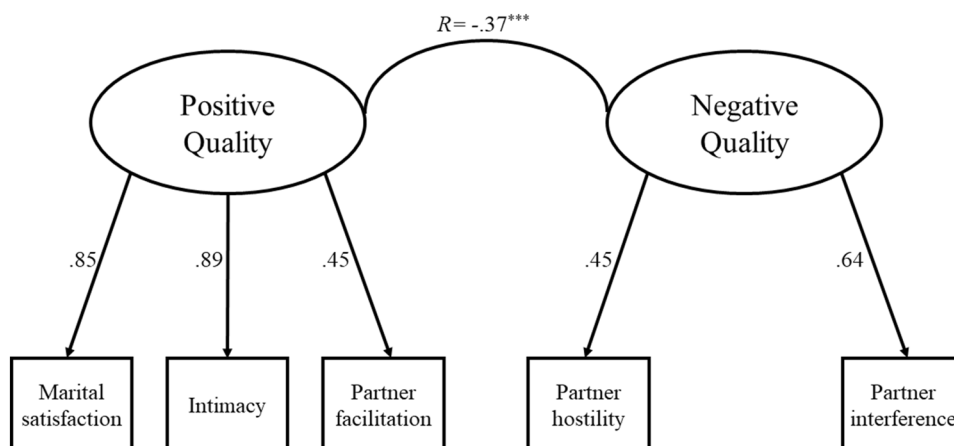 R= -.37***
Positive
Quality
Negative
Quality
.85
.89
.45
.45
.64
Marital
satisfaction
Intimacy
Partner
facilitation
Partner
hostility
Partner
interference